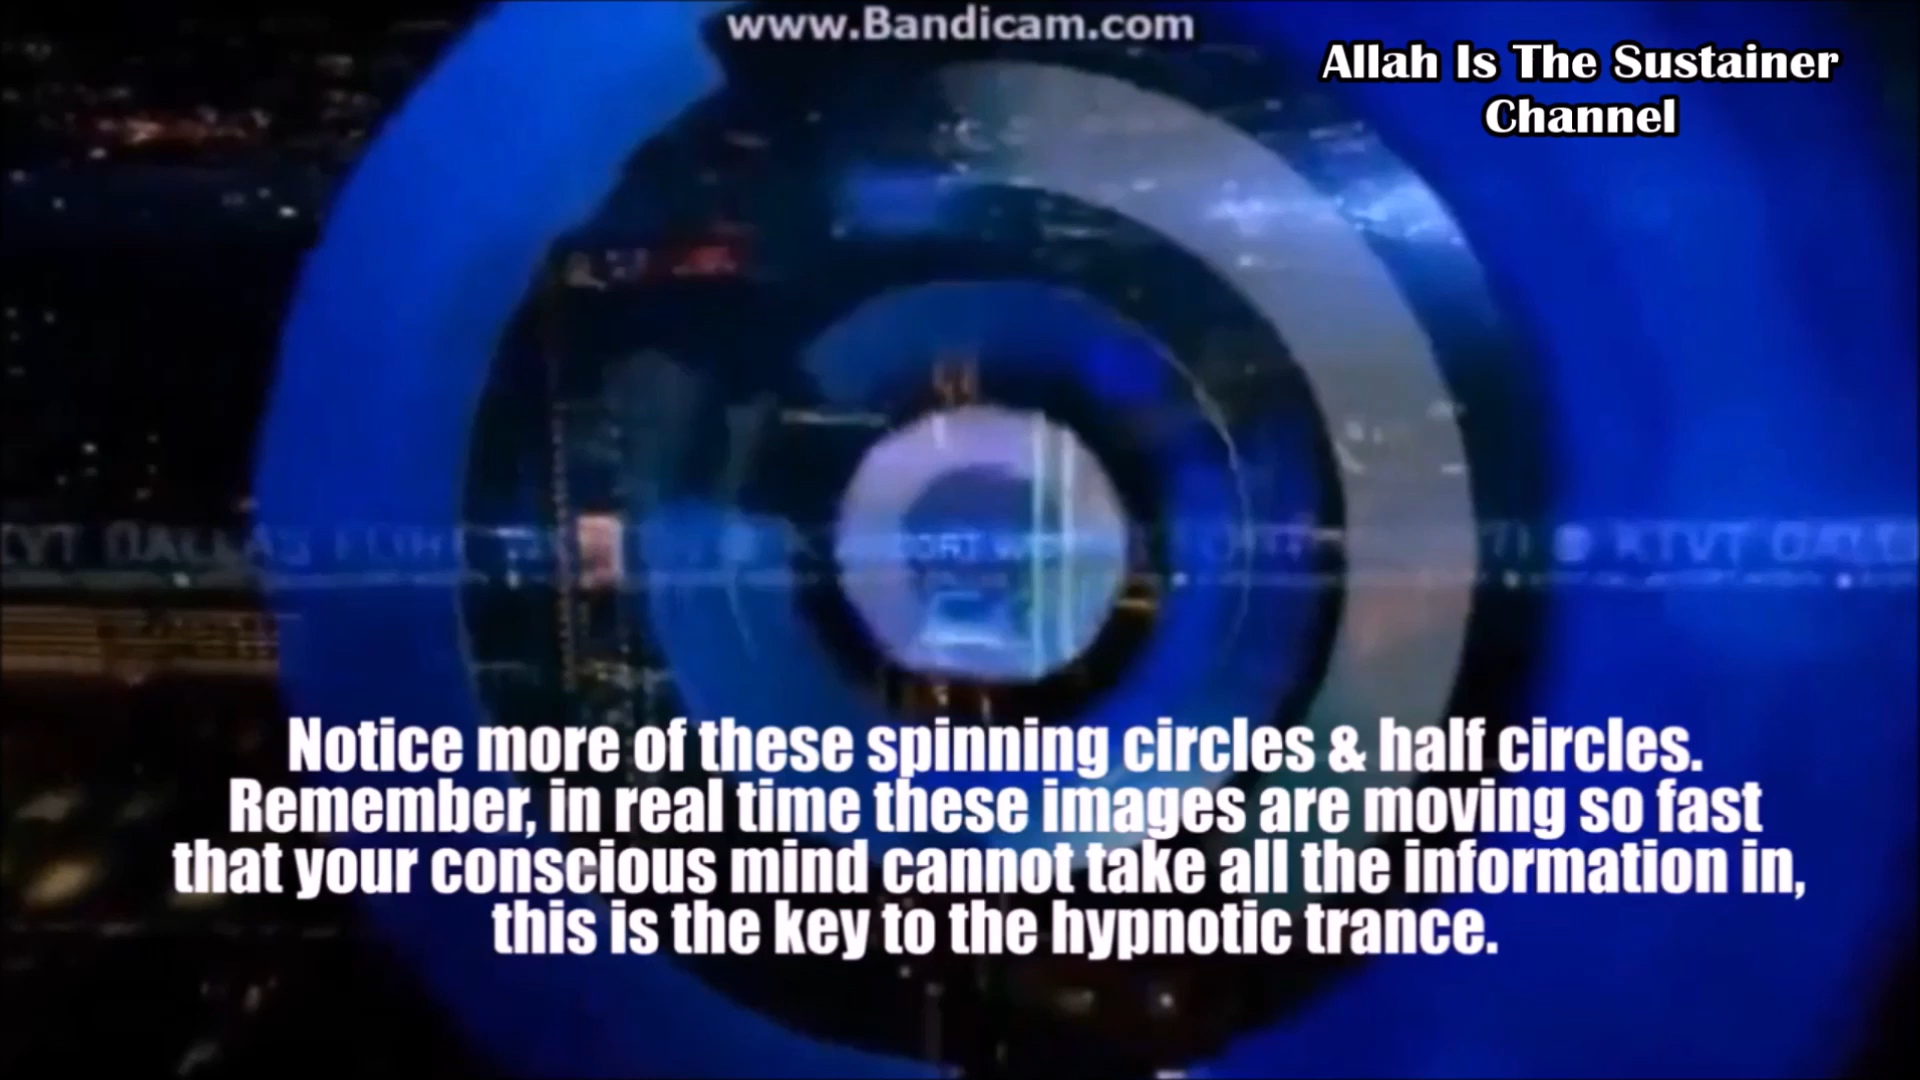 www.Bandicam.com
Allah Is The Sustainer
Channel
KTVT DALL
Notice more of these spinning circles & half circles.
Remember, in real time these images are moving so fast
that your conscious mind cannot take all the information in,
this is the key to the hypnotic trance.